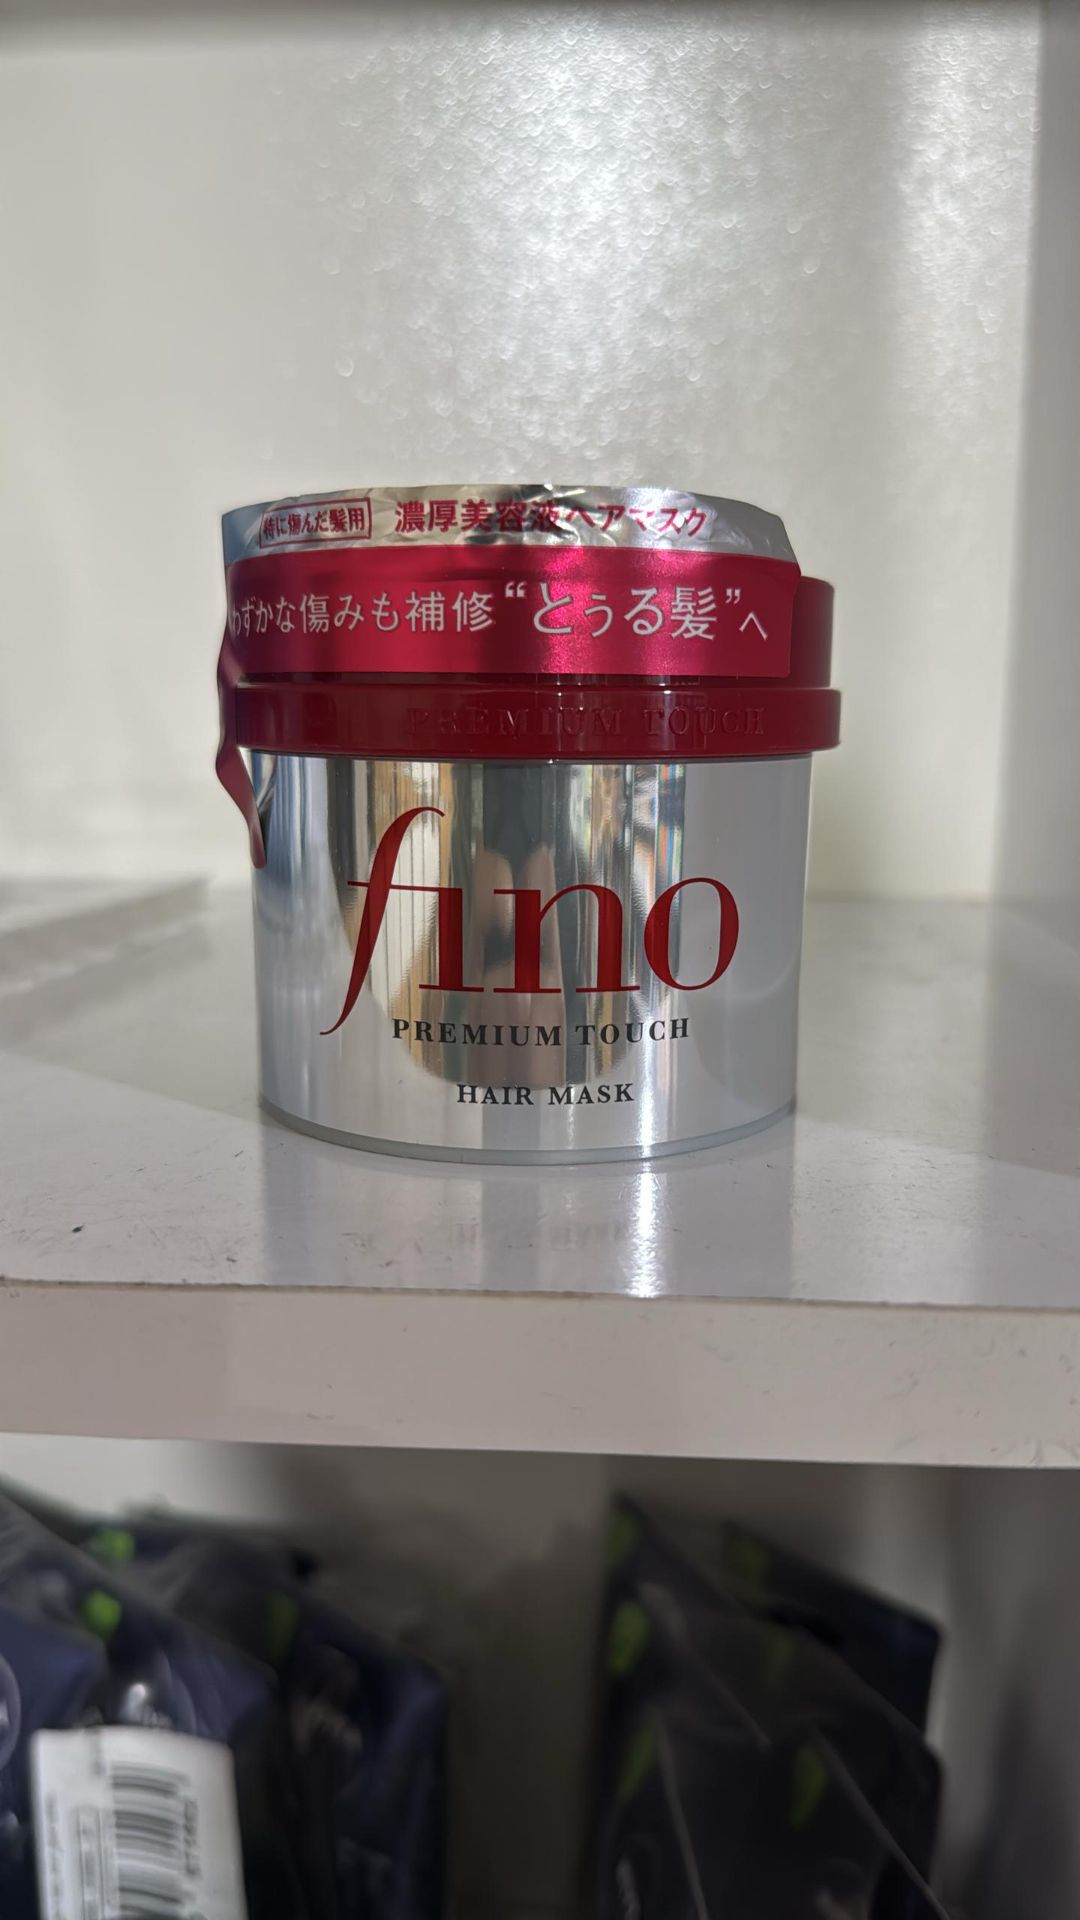 特に傷んだ髪用 濃厚美容液ヘアマスク
わずかな傷みも補修“とぅる髪”へ
PREMIUM TOUCH
fino
PREMIUM TOUCH
HAIR MASK